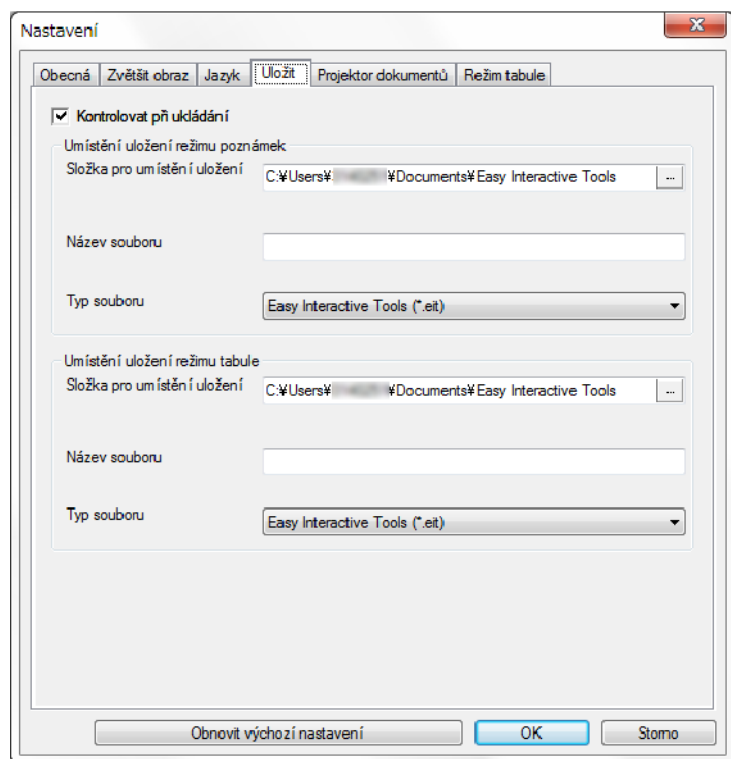 Nastavení
Obecná Zvětšit obraz Jazyk Uložit Projektor dokumentů Režim tabule
Kontrolovat při ukládání
Umístění uložení režimu poznámek
Složka pro umístění uložení C:¥Users¥ ¥Documents¥Easy Interactive Tools ...
Název souboru
Typ souboru Easy Interactive Tools (*.eit)
Umístění uložení režimu tabule
Složka pro umístění uložení C:¥Users¥ ¥Documents¥Easy Interactive Tools ...
Název souboru
Typ souboru Easy Interactive Tools (*.eit)
Obnovit výchozí nastavení OK Storno